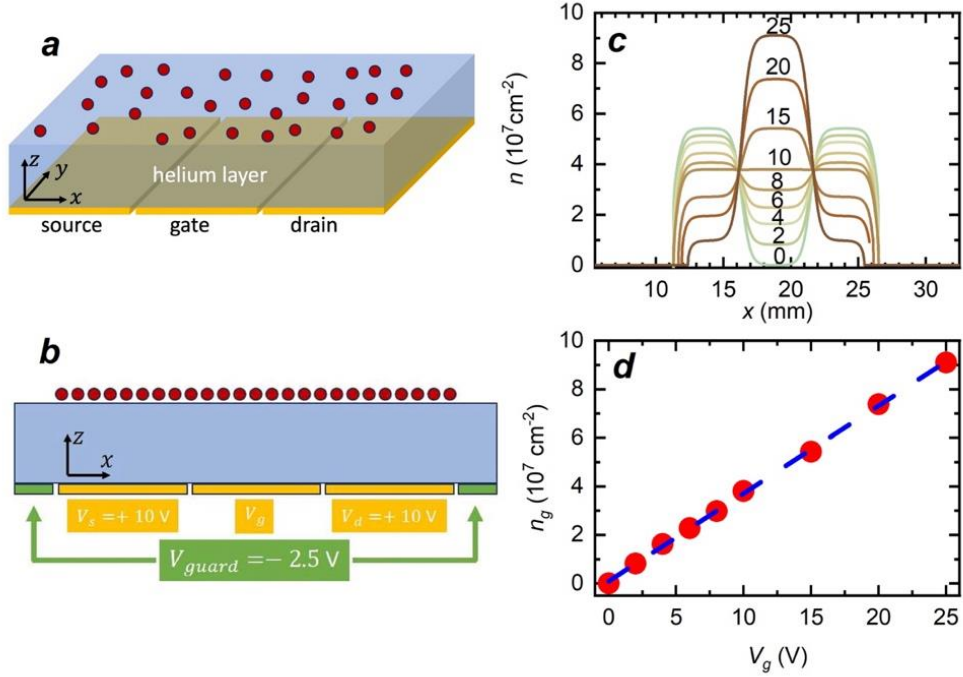 a
z
y
x
helium layer
source gate drain
b
z
x
V_s=+ 10 V
V_g
V_d=+ 10 V
V_guard =− 2.5 V
c
n (10^7cm^-2)
10
8
6
4
2
0
25
20
15
10
8
6
4
2
0
10 15 20 25 30
x (mm)
d
n_g (10^7 cm^-2)
10
8
6
4
2
0
0 5 10 15 20 25
V_g (V)